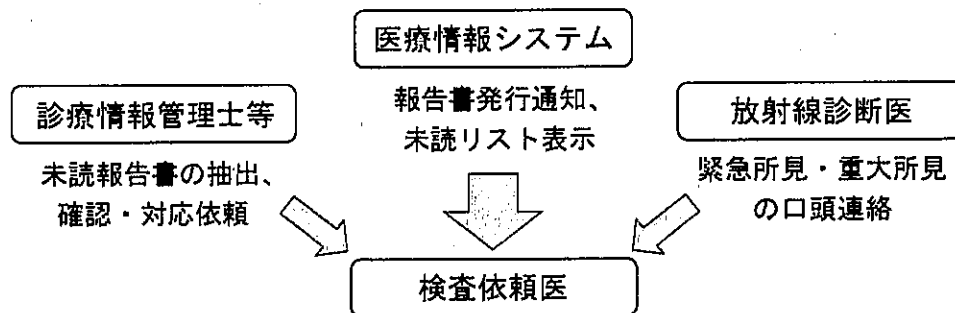 医療情報システム
報告書発行通知、
未読リスト表示
診療情報管理士等
未読報告書の抽出、
確認・対応依頼
放射線診断医
緊急所見・重大所見
の口頭連絡
検査依頼医